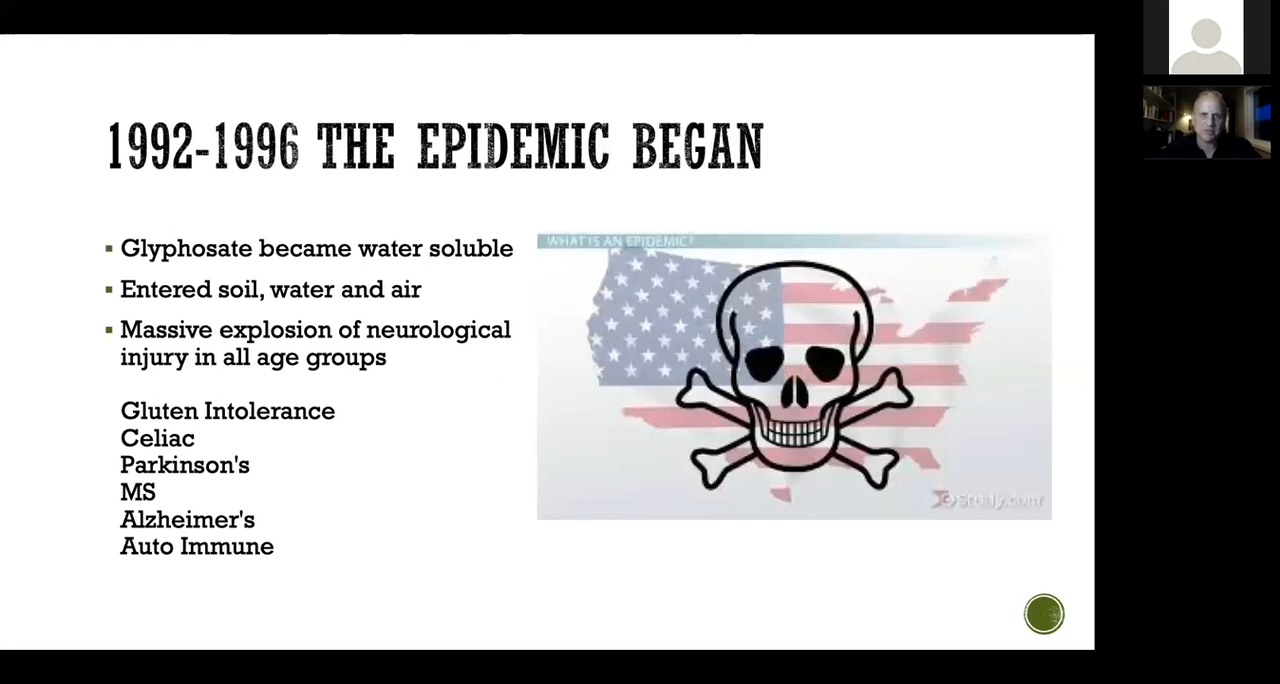 1992-1996 THE EPIDEMIC BEGAN
▪ Glyphosate became water soluble
▪ Entered soil, water and air
▪ Massive explosion of neurological
injury in all age groups
Gluten Intolerance
Celiac
Parkinson's
MS
Alzheimer's
Auto Immune
WHAT IS AN EPIDEMIC?
Study.com